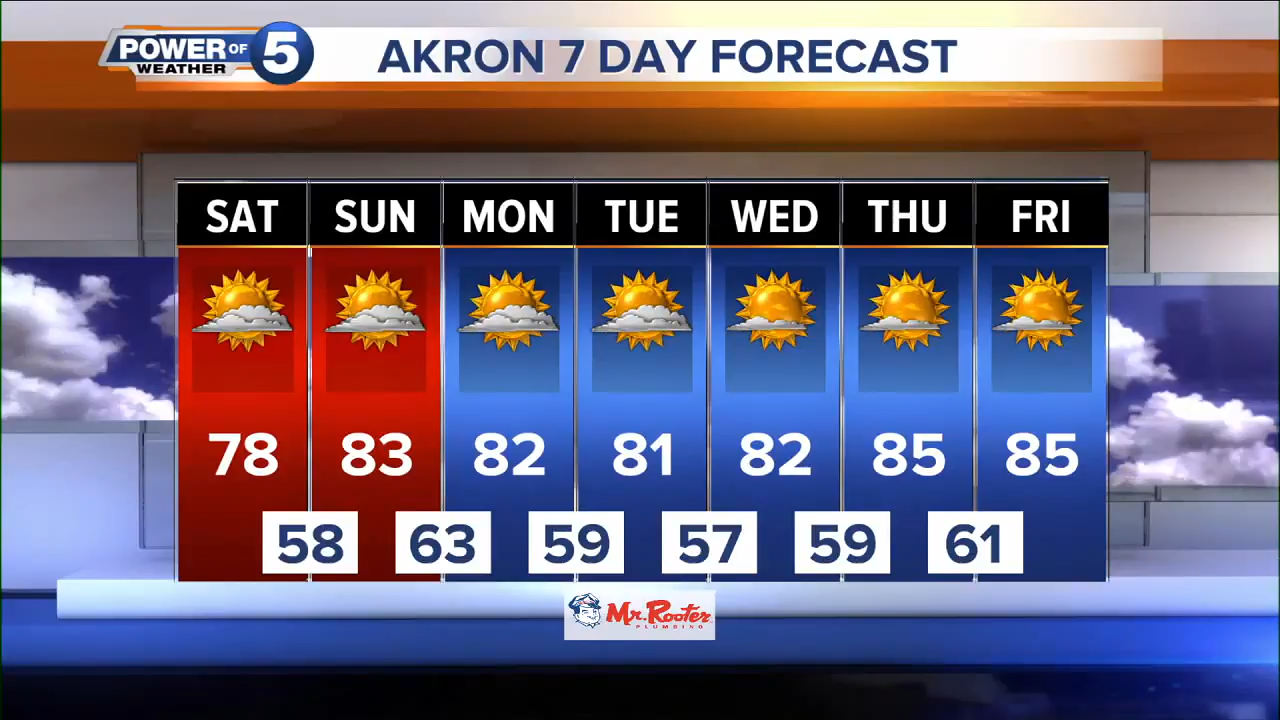 POWER OF 5
WEATHER
AKRON 7 DAY FORECAST
SAT SUN MON TUE WED THU FRI
78 83 82 81 82 85 85
58 63 59 57 59 61
Mr. Rooter
PLUMBING